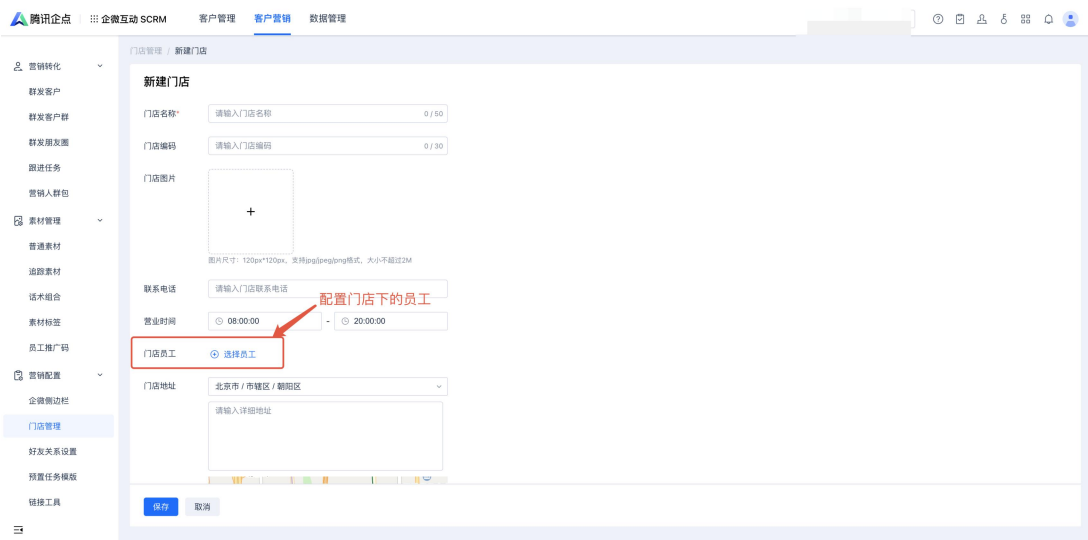 腾讯企点 企微互动 SCRM 客户管理 客户营销 数据管理
门店管理 / 新建门店
营销转化
群发客户
群发客户群
群发朋友圈
跟进任务
营销人群包
素材管理
普通素材
追踪素材
话术组合
素材标签
员工推广码
营销配置
企微侧边栏
门店管理
好友关系设置
预置任务模版
链接工具
新建门店
门店名称* 请输入门店名称 0 / 50
门店编码 请输入门店编码 0 / 30
门店图片
+
图片尺寸：120px*120px，支持jpg/jpeg/png格式，大小不超过2M
联系电话 请输入门店联系电话
配置门店下的员工
营业时间 08:00:00 - 20:00:00
门店员工 选择员工
门店地址 北京市 / 市辖区 / 朝阳区
请输入详细地址
保存 取消